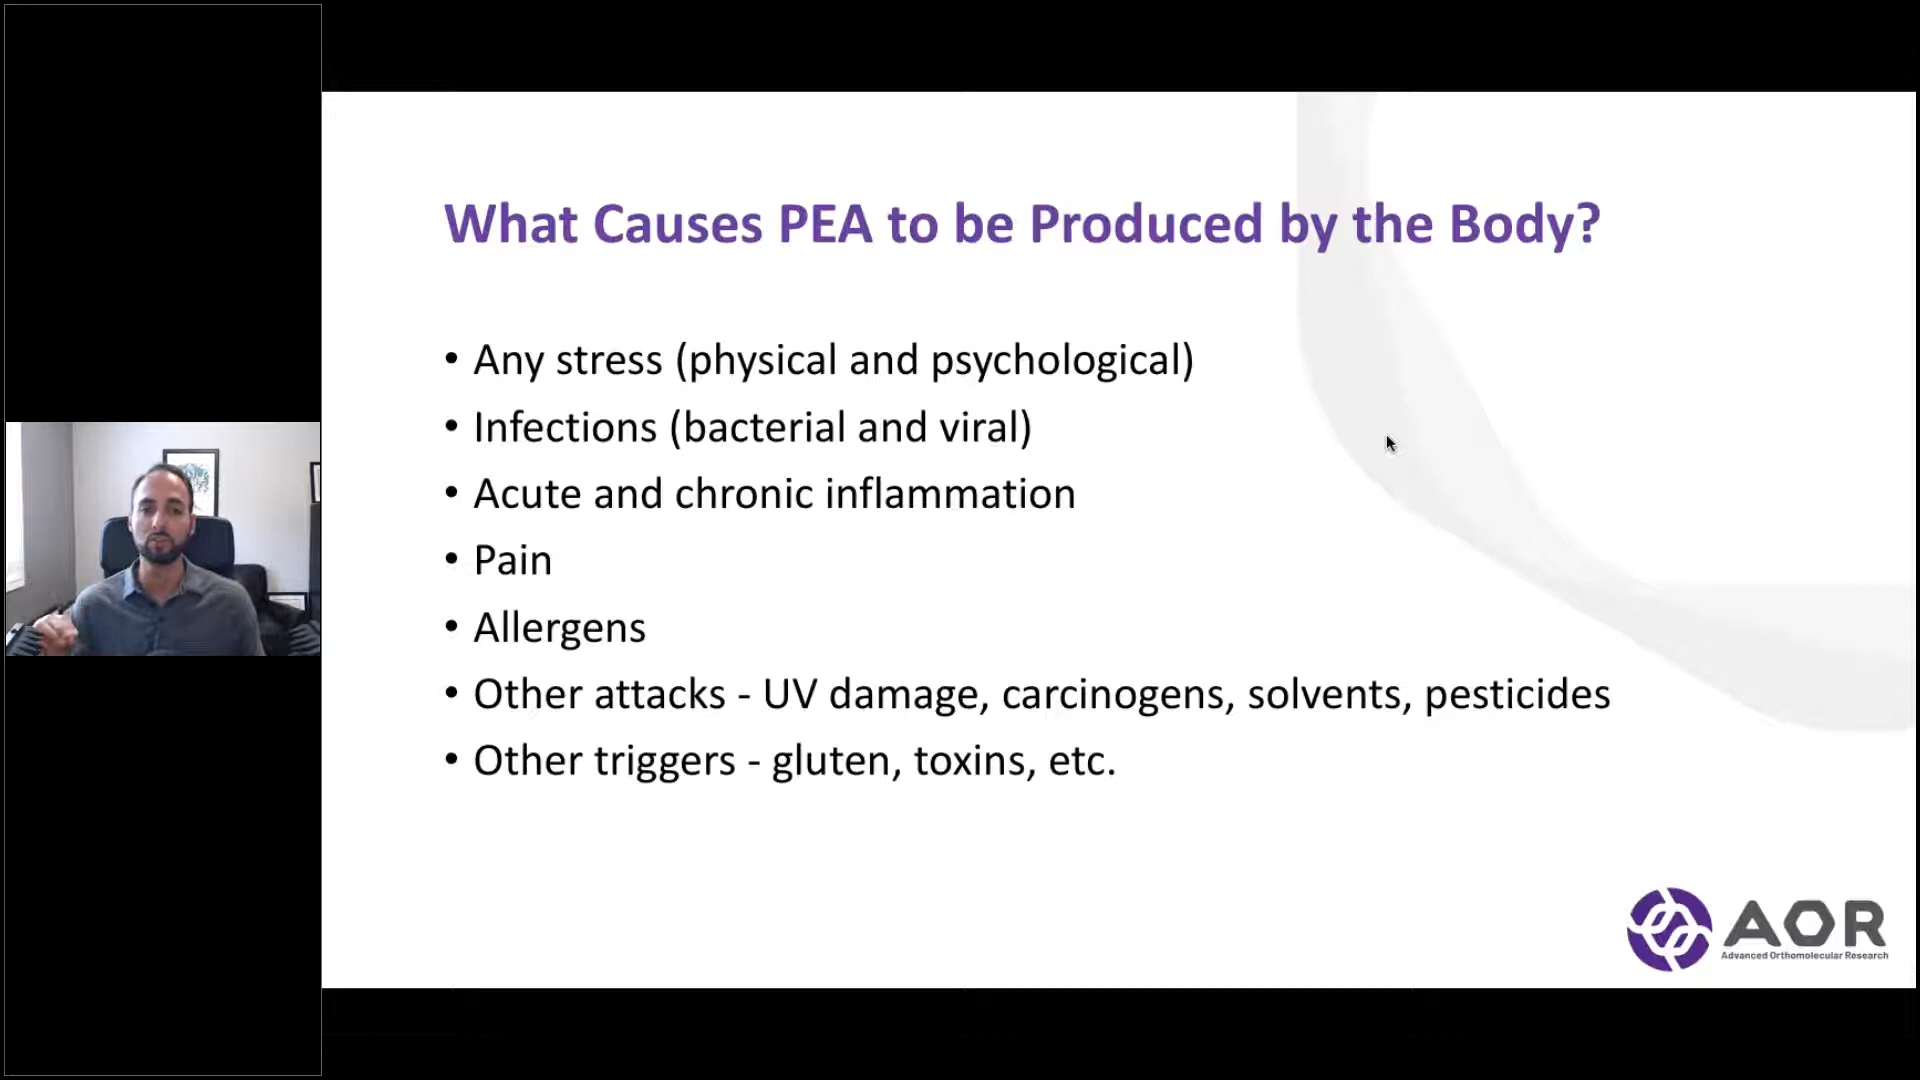 What Causes PEA to be Produced by the Body?
• Any stress (physical and psychological)
• Infections (bacterial and viral)
• Acute and chronic inflammation
• Pain
• Allergens
• Other attacks - UV damage, carcinogens, solvents, pesticides
• Other triggers - gluten, toxins, etc.
AOR
Advanced Orthomolecular Research